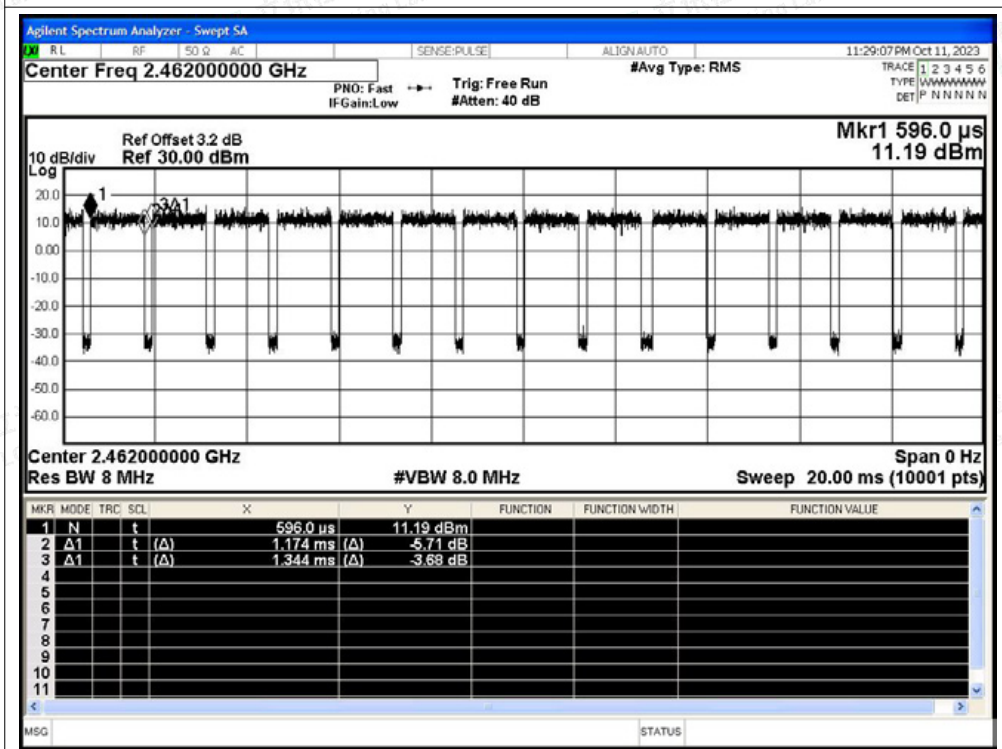 Agilent Spectrum Analyzer - Swept SA
RL RF 50 Ω AC SENSE:PULSE ALIGN AUTO 11:29:07 PM Oct 11, 2023
Center Freq 2.462000000 GHz
PNO: Fast
IFGain:Low
Trig: Free Run
#Atten: 40 dB
#Avg Type: RMS
TRACE 1 2 3 4 5 6
TYPE WWWWWW
DET P N N N N N
Mkr1 596.0 µs
11.19 dBm
Ref Offset 3.2 dB
10 dB/div Ref 30.00 dBm
Log
20.0
10.0
0.00
-10.0
-20.0
-30.0
-40.0
-50.0
-60.0
1
3Δ1
Center 2.462000000 GHz Span 0 Hz
Res BW 8 MHz #VBW 8.0 MHz Sweep 20.00 ms (10001 pts)
MKR MODE TRC SCL X Y FUNCTION FUNCTION WIDTH FUNCTION VALUE
1 N t 596.0 µs 11.19 dBm
2 Δ1 t (Δ) 1.174 ms (Δ) -5.71 dB
3 Δ1 t (Δ) 1.344 ms (Δ) -3.68 dB
4
5
6
7
8
9
10
11
MSG STATUS